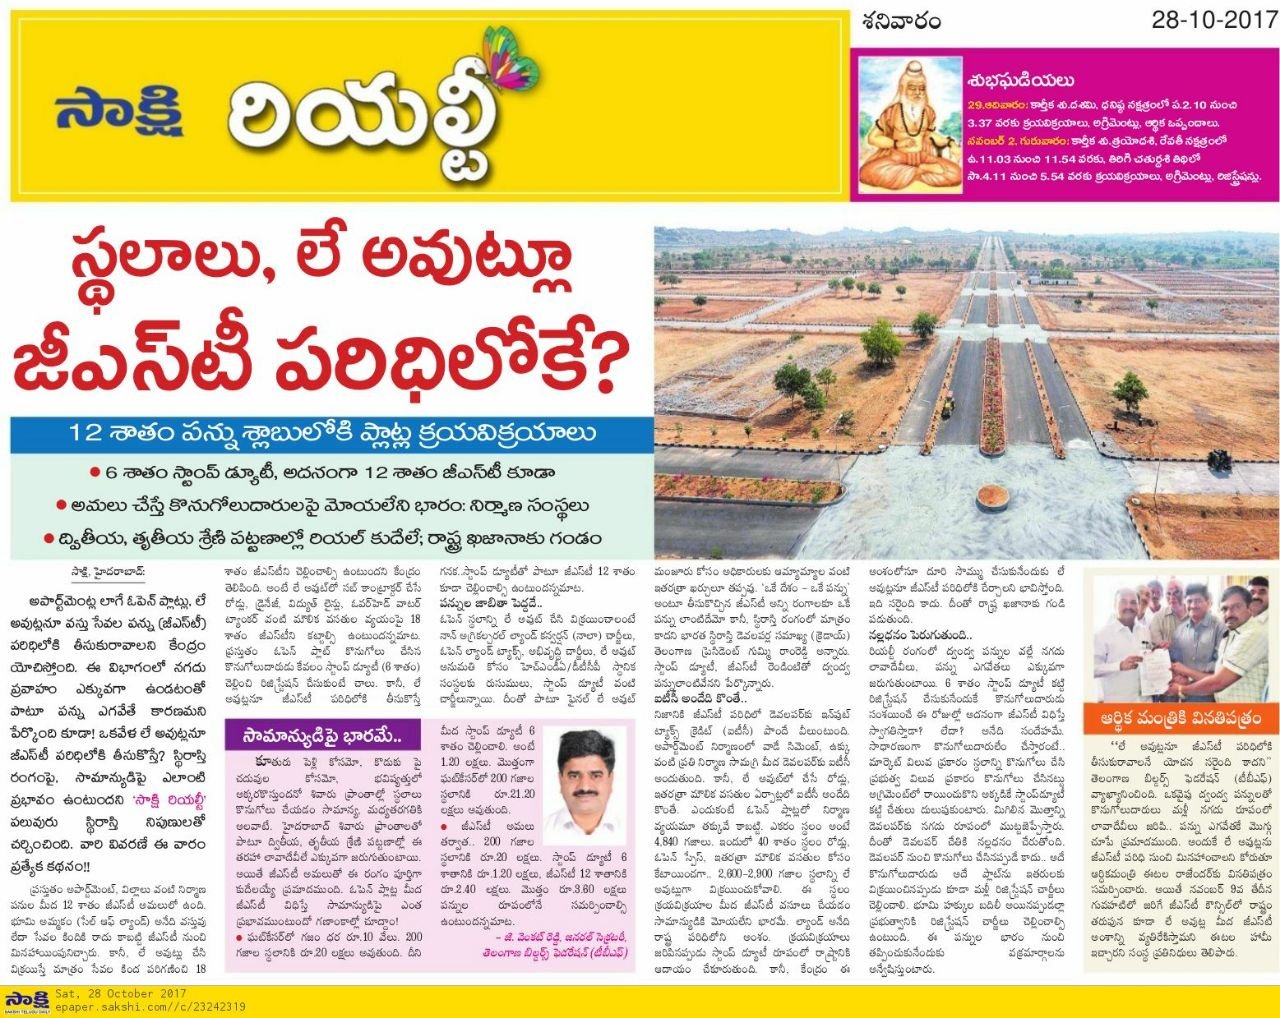 సాక్షి
రియల్టీ
శనివారం
28-10-2017
శుభఘడియలు
29.ఆదివారం: కార్తీక శు.దశమి, ధనిష్ఠ నక్షత్రంలో ప.2.10 నుంచి
3.37 వరకు క్రయవిక్రయాలు, అగ్రిమెంట్లు, ఆర్థిక ఒప్పందాలు.
నవంబర్ 2, గురువారం: కార్తీక శు.త్రయోదశి, రేవతీ నక్షత్రంలో
ఉ.11.03 నుంచి 11.54 వరకు, తిరిగి చతుర్దశి తిథిలో
సా.4.11 నుంచి 5.54 వరకు క్రయవిక్రయాలు, అగ్రిమెంట్లు, రిజిస్ట్రేషన్లు.
స్థలాలు, లే అవుట్లూ
జీఎస్‌టీ పరిధిలోకే?
12 శాతం పన్ను శ్లాబులోకి ప్లాట్ల క్రయవిక్రయాలు
● 6 శాతం స్టాంప్ డ్యూటీ, అదనంగా 12 శాతం జీఎస్‌టీ కూడా
● అమలు చేస్తే కొనుగోలుదారులపై మోయలేని భారం: నిర్మాణ సంస్థలు
● ద్వితీయ, తృతీయ శ్రేణి పట్టణాల్లో రియల్ కుదేలే; రాష్ట్ర ఖజానాకు గండం
సాక్షి, హైదరాబాద్:
అపార్ట్‌మెంట్ల లాగే ఓపెన్ ప్లాట్లు, లే
అవుట్లనూ వస్తు సేవల పన్ను (జీఎస్‌టీ)
పరిధిలోకి తీసుకురావాలని కేంద్రం
యోచిస్తోంది. ఈ విభాగంలో నగదు
ప్రవాహం ఎక్కువగా ఉండటంతో
పాటూ పన్ను ఎగవేతే కారణమని
పేర్కొంది కూడా! ఒకవేళ లే అవుట్లనూ
జీఎస్‌టీ పరిధిలోకి తీసుకొస్తే? స్థిరాస్తి
రంగంపై, సామాన్యుడిపై ఎలాంటి
ప్రభావం ఉంటుందని ‘సాక్షి రియల్టీ’
పలువురు స్థిరాస్తి నిపుణులతో
చర్చించింది. వారి వివరణే ఈ వారం
ప్రత్యేక కథనం!!
ప్రస్తుతం అపార్ట్‌మెంట్, విల్లాలు వంటి నిర్మాణ
పనుల మీద 12 శాతం జీఎస్‌టీ అమలులో ఉంది.
భూమి అమ్మకం (సేల్ ఆఫ్ ల్యాండ్) అనేది వస్తువు
లేదా సేవల కిందికి రాదు కాబట్టి జీఎస్‌టీ నుంచి
మినహాయింపునిచ్చారు. కానీ, లే అవుట్లు చేసి
విక్రయిస్తే మాత్రం సేవల కింద పరిగణించి 18
శాతం జీఎస్‌టీని చెల్లించాల్సి ఉంటుందని కేంద్రం
తెలిపింది. అంటే లే అవుట్‌లో సబ్ కాంట్రాక్టర్ చేసే
రోడ్లు, డ్రైనేజీ, విద్యుత్ లైన్లు, ఓవర్‌హెడ్ వాటర్
ట్యాంకర్ వంటి మౌలిక వసతుల వ్యయంపై 18
శాతం జీఎస్‌టీని కట్టాల్సి ఉంటుందన్నమాట.
ప్రస్తుతం ఓపెన్ ప్లాట్ కొనుగోలు చేసిన
కొనుగోలుదారుడు కేవలం స్టాంప్ డ్యూటీ (6 శాతం)
చెల్లించి రిజిస్ట్రేషన్ చేసుకుంటే చాలు. కానీ, లే
అవుట్లనూ జీఎస్‌టీ పరిధిలోకి తీసుకొస్తే
గనక..స్టాంప్ డ్యూటీతో పాటూ జీఎస్‌టీ 12 శాతం
కూడా చెల్లించాల్సి ఉంటుందన్నమాట.
పన్నుల జాబితా పెద్దదే..
ఓపెన్ స్థలాన్ని లే అవుట్ చేసి విక్రయించాలంటే
నాన్ అగ్రికల్చరల్ ల్యాండ్ కన్వర్షన్ (నాలా) చార్జీలు,
ఓపెన్ ల్యాండ్ ట్యాక్స్, అభివృద్ధి చార్జీలు, లే అవుట్
అనుమతి కోసం హెచ్ఎండీఏ/డీటీసీపీ స్థానిక
సంస్థలకు రుసుములు, స్టాంప్ డ్యూటీ వంటి
చార్జీలున్నాయి. దీంతో పాటూ ఫైనల్ లే అవుట్
మంజూరు కోసం అధికారులకు ఆమ్యామ్యాల వంటి
ఇతరత్రా ఖర్చులూ తప్పవు. ‘ఒకే దేశం – ఒకే పన్ను’
అంటూ తీసుకొచ్చిన జీఎస్‌టీ అన్ని రంగాలకూ ఒకే
పన్ను లాంటిదేమో కానీ, స్థిరాస్తి రంగంలో మాత్రం
కాదని భారత స్థిరాస్తి డెవలపర్ల సమాఖ్య (క్రెడాయ్)
తెలంగాణ ప్రెసిడెంట్ గుమ్మి రాంరెడ్డి అన్నారు.
స్టాంప్ డ్యూటీ, జీఎస్‌టీ రెండింటితో ద్వంద్వ
పన్నులాంటివేనని పేర్కొన్నారు.
ఐటీసీ అందేది కొంతే..
నిజానికి జీఎస్‌టీ పరిధిలో డెవలపర్‌కు ఇన్‌పుట్
ట్యాక్స్ క్రెడిట్ (ఐటీసీ) పొందే వీలుంటుంది.
అపార్ట్‌మెంట్ నిర్మాణంలో వాడే సిమెంట్, ఉక్కు
వంటి ప్రతి నిర్మాణ సామగ్రి మీద డెవలపర్‌కు ఐటీసీ
అందుతుంది. కానీ, లే అవుట్‌లో చేసే రోడ్లు,
ఇతరత్రా మౌలిక వసతుల ఏర్పాట్లలో ఐటీసీ అందేది
కొంతే. ఎందుకంటే ఓపెన్ ప్లాట్లలో నిర్మాణ
వ్యయమూ తక్కువే కాబట్టి. ఎకరం స్థలం అంటే
4,840 గజాలు. ఇందులో 40 శాతం స్థలం రోడ్లు,
ఓపెన్ స్పేస్, ఇతరత్రా మౌలిక వసతుల కోసం
కేటాయించగా.. 2,600–2,900 గజాల స్థలాన్ని లే
అవుట్లుగా విక్రయించుకోవాలి. ఈ స్థలం
క్రయవిక్రయాల మీద జీఎస్‌టీ వసూలు చేయడం
సామాన్యుడికి మోయలేని భారమే. ల్యాండ్ అనేది
రాష్ట్ర పరిధిలోని అంశం. క్రయవిక్రయాలు
జరిపినప్పుడు స్టాంప్ డ్యూటీ రూపంలో రాష్ట్రానికి
ఆదాయం చేకూరుతుంది. కానీ, కేంద్రం ఈ
అంశంలోనూ దూరి సొమ్ము చేసుకునేందుకు లే
అవుట్లనూ జీఎస్‌టీ పరిధిలోకి చేర్చాలని భావిస్తోంది.
ఇది సరైంది కాదు. దీంతో రాష్ట్ర ఖజానాకు గండి
పడుతుంది.
నల్లధనం పెరుగుతుంది..
రియల్టీ రంగంలో ద్వంద్వ పన్నుల వల్లే నగదు
లావాదేవీలు, పన్ను ఎగవేతలు ఎక్కువగా
జరుగుతుంటాయి. 6 శాతం స్టాంప్ డ్యూటీ కట్టి
రిజిస్ట్రేషన్ చేసుకునేందుకే కొనుగోలుదారుడు
సంశయించే ఈ రోజుల్లో అదనంగా జీఎస్‌టీ విధిస్తే
స్వాగతిస్తాడా? లేదా? అనేది సందేహమే.
సాధారణంగా కొనుగోలుదారులేం చేస్తారంటే..
మార్కెట్ విలువ ప్రకారం స్థలాన్ని కొనుగోలు చేసి
ప్రభుత్వ విలువ ప్రకారం కొనుగోలు చేసినట్టు
అగ్రిమెంట్‌లో రాయించుకొని అక్కడికే స్టాంప్‌డ్యూటీ
కట్టి చేతులు దులుపుకుంటారు. మిగిలిన మొత్తాన్ని
డెవలపర్‌కు నగదు రూపంలో ముట్టజెప్పేస్తారు.
దీంతో డెవలపర్ చేతికి నల్లధనం చేరుతోంది.
డెవలపర్ నుంచి కొనుగోలు చేసినప్పుడే కాదు.. అదే
కొనుగోలుదారుడు అదే ప్లాట్‌ను ఇతరులకు
విక్రయించినప్పుడు కూడా మళ్లీ రిజిస్ట్రేషన్ చార్జీలు
చెల్లించాలి. భూమి హక్కుల బదిలీ అయినప్పడల్లా
ప్రభుత్వానికి రిజిస్ట్రేషన్ చార్జీలు చెల్లించాల్సి
ఉంటుంది. ఈ పన్నుల భారం నుంచి
తప్పించుకునేందుకు వక్రమార్గాలను
అన్వేషిస్తుంటారు.
సామాన్యుడిపై భారమే..
కూతురు పెళ్లి కోసమో, కొడుకు పై
చదువుల కోసమో, భవిష్యత్తులో
అక్కరకొస్తుందనో శివారు ప్రాంతాల్లో స్థలాలు
కొనుగోలు చేయడం సామాన్య, మధ్యతరగతికి
అలవాటే. హైదరాబాద్ శివారు ప్రాంతాలతో
పాటూ ద్వితీయ, తృతీయ శ్రేణి పట్టణాల్లో ఈ
తరహా లావాదేవీలే ఎక్కువగా జరుగుతుంటాయి.
అయితే జీఎస్‌టీ అమలుతో ఈ రంగం పూర్తిగా
కుదేలయ్యే ప్రమాదముంది. ఓపెన్ ప్లాట్ల మీద
జీఎస్‌టీ విధిస్తే సామాన్యుడిపై ఎంత
ప్రభావముంటుందో గణాంకాల్లో చూద్దాం!
● ఘట్‌కేసర్‌లో గజం ధర రూ.10 వేలు. 200
గజాల స్థలానికి రూ.20 లక్షలు అవుతుంది. దీని
మీద స్టాంప్ డ్యూటీ 6
శాతం చెల్లించాలి. అంటే
1.20 లక్షలు. మొత్తంగా
ఘట్‌కేసర్‌లో 200 గజాల
స్థలానికి రూ.21.20
లక్షలు అవుతుంది.
● జీఎస్‌టీ అమలు
తర్వాత.. 200 గజాల
స్థలానికి రూ.20 లక్షలు. స్టాంప్ డ్యూటీ 6
శాతానికి రూ.1.20 లక్షలు, జీఎస్‌టీ 12 శాతానికి
రూ.2.40 లక్షలు. మొత్తం రూ.3.60 లక్షలు
పన్నుల రూపంలోనే సమర్పించాల్సి
ఉంటుందన్నమాట.
– జె. వెంకట్ రెడ్డి, జనరల్ సెక్రటరీ,
తెలంగాణ బిల్డర్స్ ఫెడరేషన్ (టీబీఎఫ్)
ఆర్థిక మంత్రికి వినతిపత్రం
‘‘లే అవుట్లనూ జీఎస్‌టీ పరిధిలోకి
తీసుకురావాలనే యోచన సరైంది కాదని’’
తెలంగాణ బిల్డర్స్ ఫెడరేషన్ (టీబీఎఫ్)
వ్యాఖ్యానించింది. ఒకవైపు ద్వంద్వ పన్నులతో
కొనుగోలుదారులు మళ్లీ నగదు రూపంలో
లావాదేవీలు జరిపి.. పన్ను ఎగవేతకే మొగ్గు
చూపే ప్రమాదముంది. అందుకే లే అవుట్లను
జీఎస్‌టీ పరిధి నుంచి మినహాంచాలని కోరుతూ
ఆర్థికమంత్రి ఈటల రాజేందర్‌కు వినతిపత్రం
సమర్పించారు. అయితే నవంబర్ 9వ తేదీన
గువహటిలో జరిగే జీఎస్‌టీ కౌన్సిల్‌లో రాష్ట్రం
తరుపున కూడా లే అవుట్ల మీద జీఎస్‌టీ
అంశాన్ని వ్యతిరేకిస్తామని ఈటల హామీ
ఇచ్చారని సంస్థ ప్రతినిధులు తెలిపారు.
సాక్షి
SAKSHI TELUGU DAILY
Sat, 28 October 2017
epaper.sakshi.com//c/23242319